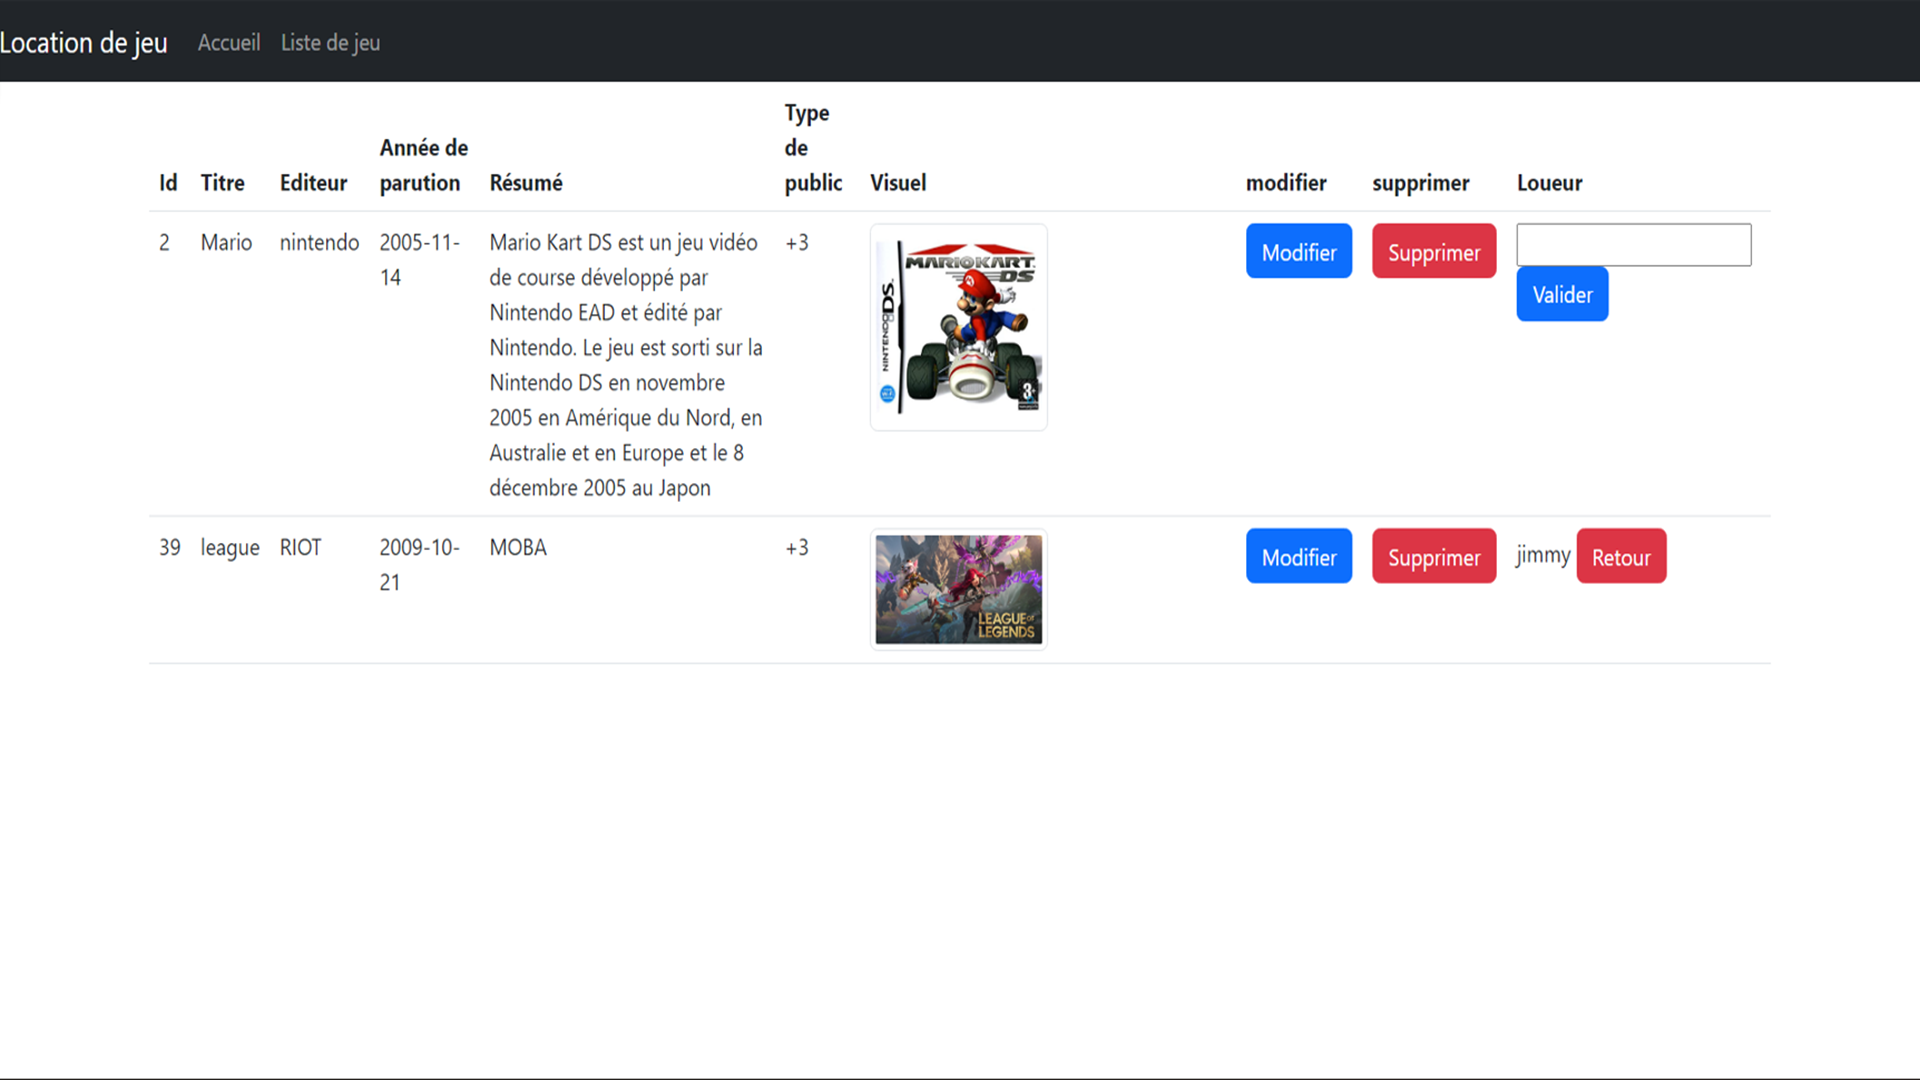 Location de jeu Accueil Liste de jeu
Id Titre Editeur Année de parution Résumé Type de public Visuel modifier supprimer Loueur
2 Mario nintendo 2005-11-14 +3 Modifier Supprimer
Mario Kart DS est un jeu vidéo
de course développé par
Nintendo EAD et édité par
Nintendo. Le jeu est sorti sur la
Nintendo DS en novembre
2005 en Amérique du Nord, en
Australie et en Europe et le 8
décembre 2005 au Japon
NINTENDO DS
MARIOKART
DS
3+
Valider
39 league RIOT 2009-10-21 MOBA +3 Modifier Supprimer jimmy Retour
LEAGUE OF
LEGENDS